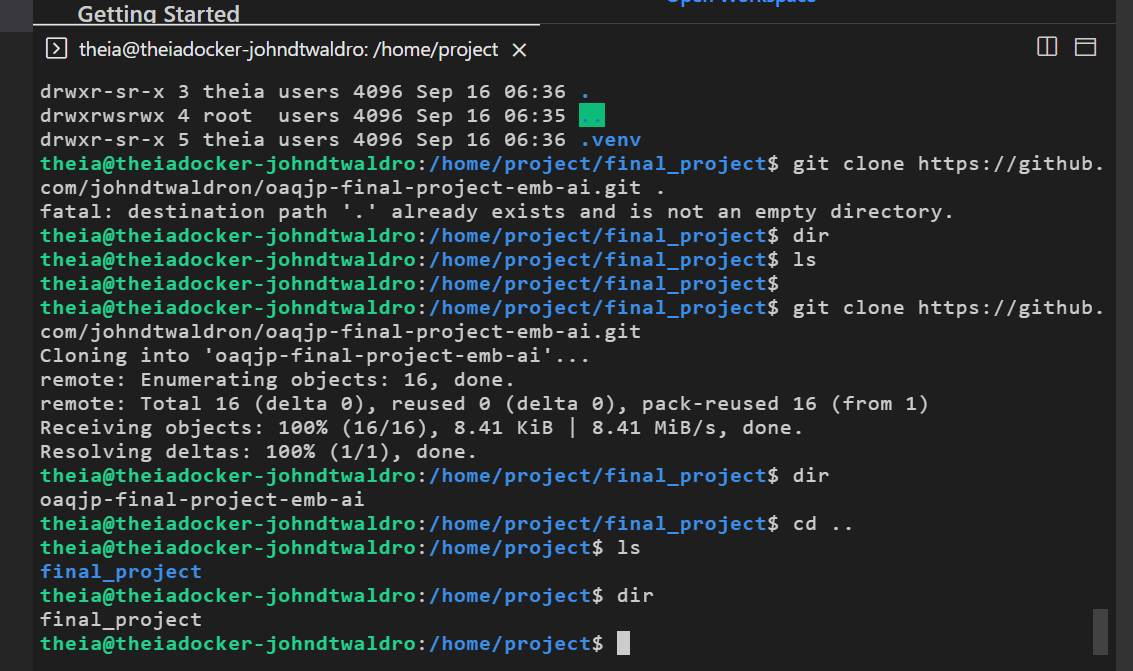 Getting Started
Open Workspace
theia@theiadocker-johndtwaldro: /home/project ×
drwxr-sr-x 3 theia users 4096 Sep 16 06:36 .
drwxrwsrwx 4 root  users 4096 Sep 16 06:35 ..
drwxr-sr-x 5 theia users 4096 Sep 16 06:36 .venv
theia@theiadocker-johndtwaldro:/home/project/final_project$ git clone https://github.
com/johndtwaldron/oaqjp-final-project-emb-ai.git .
fatal: destination path '.' already exists and is not an empty directory.
theia@theiadocker-johndtwaldro:/home/project/final_project$ dir
theia@theiadocker-johndtwaldro:/home/project/final_project$ ls
theia@theiadocker-johndtwaldro:/home/project/final_project$
theia@theiadocker-johndtwaldro:/home/project/final_project$ git clone https://github.
com/johndtwaldron/oaqjp-final-project-emb-ai.git
Cloning into 'oaqjp-final-project-emb-ai'...
remote: Enumerating objects: 16, done.
remote: Total 16 (delta 0), reused 0 (delta 0), pack-reused 16 (from 1)
Receiving objects: 100% (16/16), 8.41 KiB | 8.41 MiB/s, done.
Resolving deltas: 100% (1/1), done.
theia@theiadocker-johndtwaldro:/home/project/final_project$ dir
oaqjp-final-project-emb-ai
theia@theiadocker-johndtwaldro:/home/project/final_project$ cd ..
theia@theiadocker-johndtwaldro:/home/project$ ls
final_project
theia@theiadocker-johndtwaldro:/home/project$ dir
final_project
theia@theiadocker-johndtwaldro:/home/project$